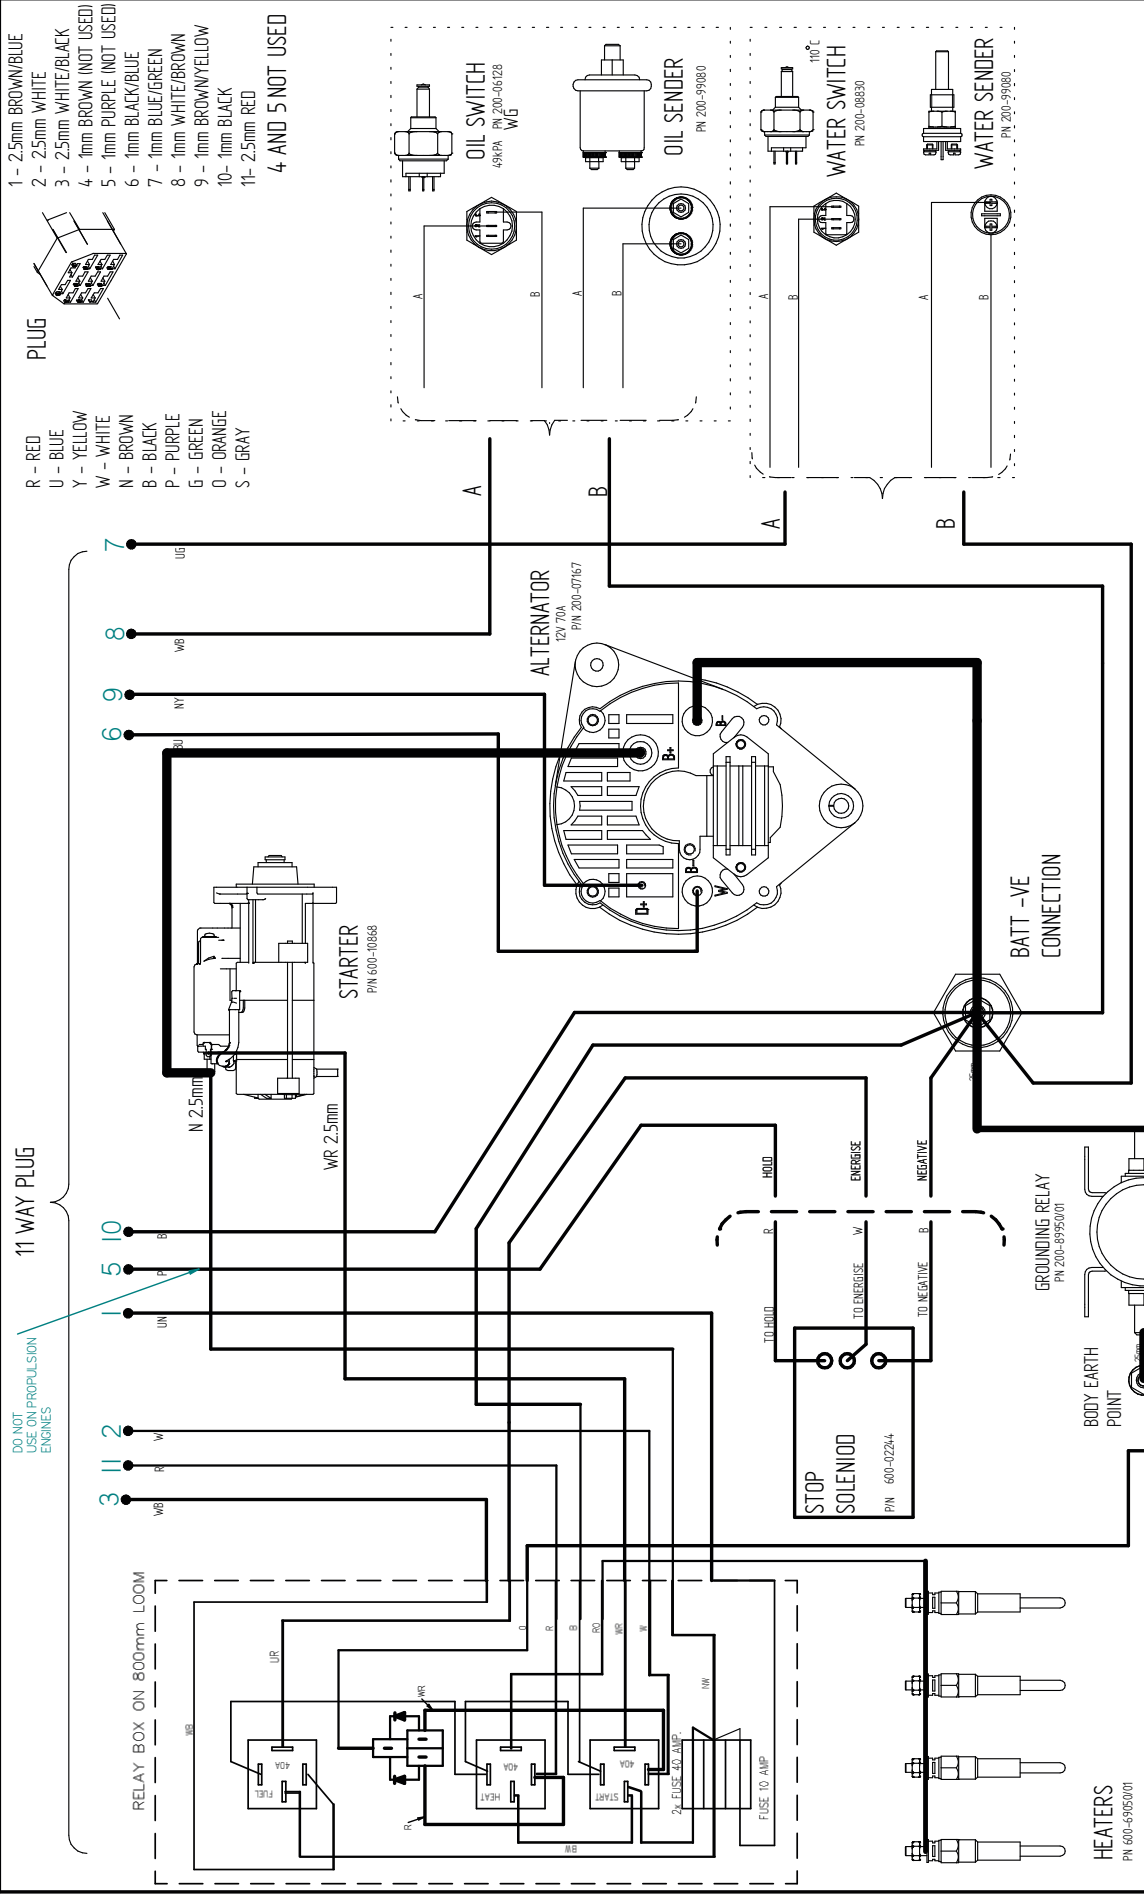 1 - 2.5mm BROWN/BLUE
2 - 2.5mm WHITE
3 - 2.5mm WHITE/BLACK
4 - 1mm BROWN (NOT USED)
5 - 1mm PURPLE (NOT USED)
6 - 1mm BLACK/BLUE
7 - 1mm BLUE/GREEN
8 - 1mm WHITE/BROWN
9 - 1mm BROWN/YELLOW
10- 1mm BLACK
11- 2.5mm RED
4 AND 5 NOT USED
PLUG
R - RED
U - BLUE
Y - YELLOW
W - WHITE
N - BROWN
B - BLACK
P - PURPLE
G - GREEN
O - ORANGE
S - GRAY
OIL SWITCH
49kPA PN 200-06128
WG
OIL SENDER
PN 200-99080
110°C
WATER SWITCH
PN 200-08830
WATER SENDER
PN 200-99080
A
B
A
B
A
B
A
B
A
B
A
B
11 WAY PLUG
7
UG
8
WB
9
NY
6
BU
10
B
5
P
1
UN
2
W
11
R
3
WB
DO NOT
USE ON PROPULSION
ENGINES
ALTERNATOR
12V 70A
P/N 200-07167
B+
B-
D+
B-
W
STARTER
P/N 600-10868
N 2.5mm
WR 2.5mm
BATT -VE
CONNECTION
HOLD
ENERGISE
NEGATIVE
R
W
B
TO HOLD
TO ENERGISE
TO NEGATIVE
STOP
SOLENIOD
P/N 600-02244
GROUNDING RELAY
PN 200-89950/01
BODY EARTH
POINT
RELAY BOX ON 800mm LOOM
WB
UR
O
R
B
RO
WR
W
NW
WR
R
BW
40A
FUEL
40A
HEAT
40A
START
2x FUSE 40 AMP.
FUSE 10 AMP
HEATERS
PN 600-69050/01